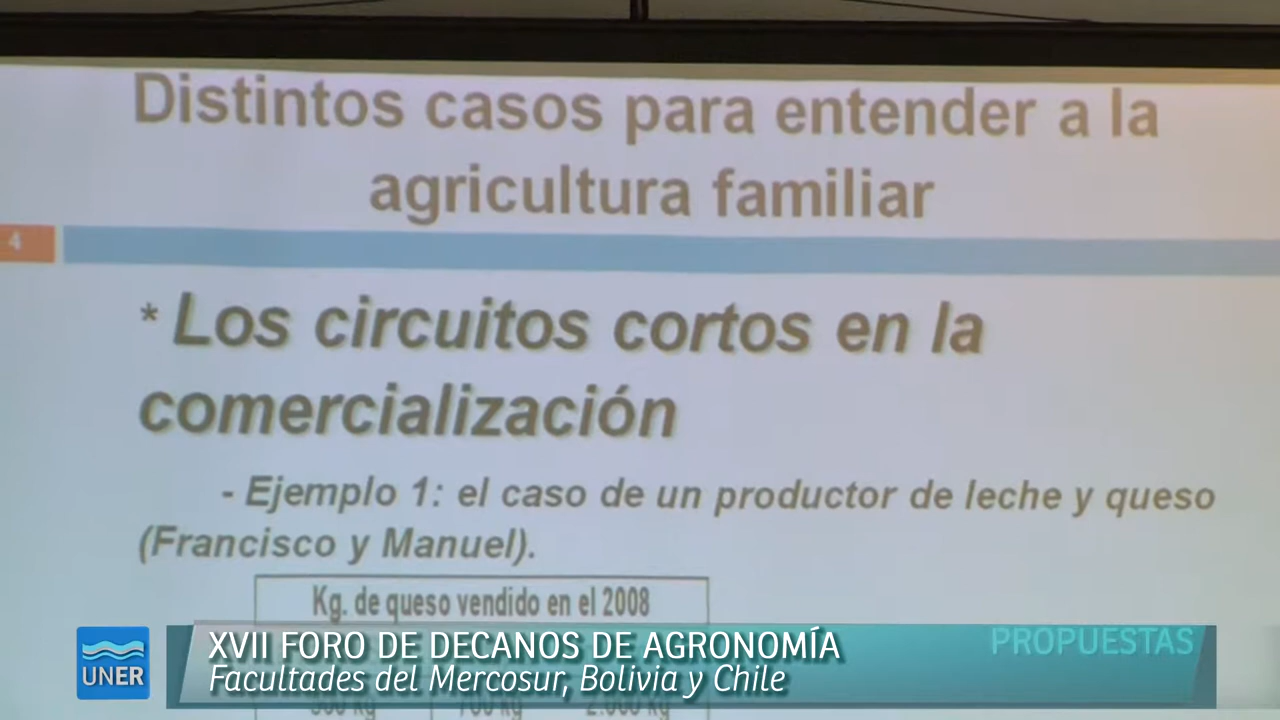 Distintos casos para entender a la
agricultura familiar
4
* Los circuitos cortos en la
comercialización
- Ejemplo 1: el caso de un productor de leche y queso
(Francisco y Manuel).
Kg. de queso vendido en el 2008
XVII FORO DE DECANOS DE AGRONOMÍA
PROPUESTAS
Facultades del Mercosur, Bolivia y Chile
UNER